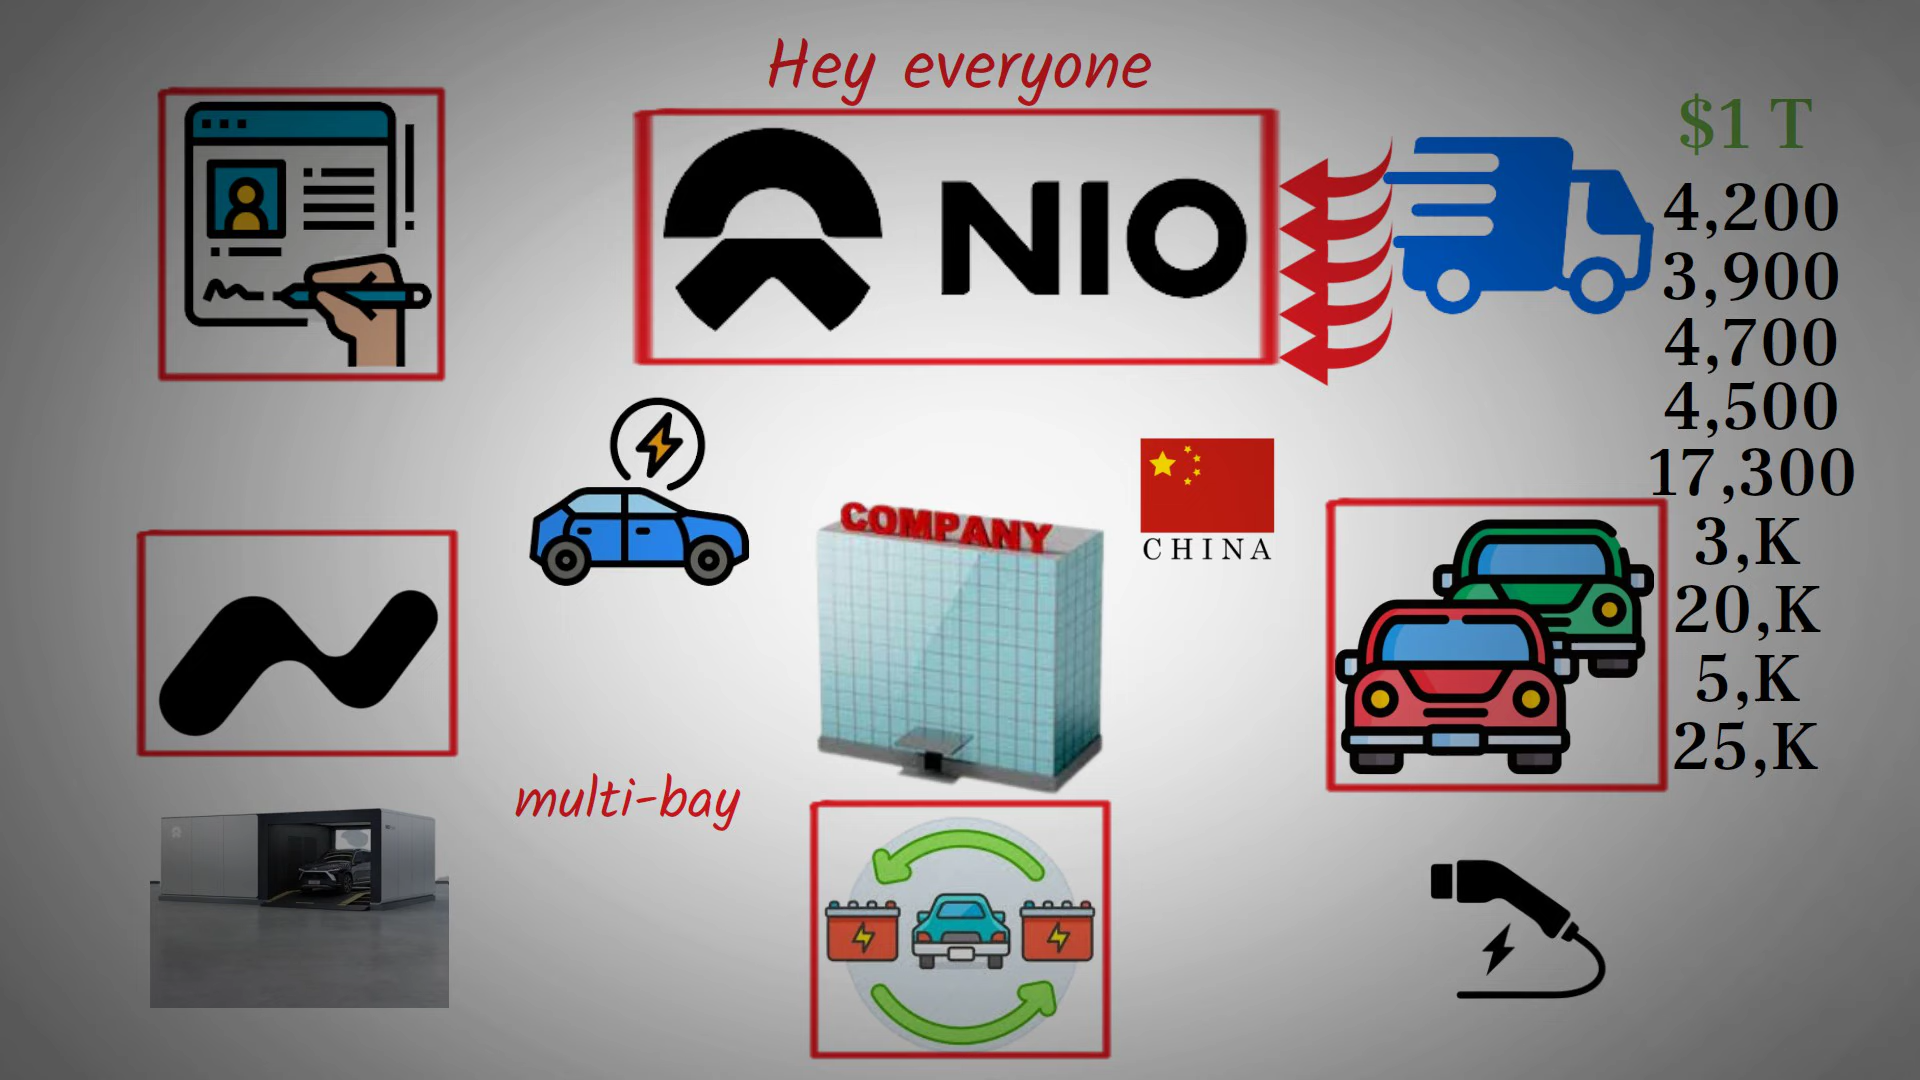 Hey everyone
NIO
$1 T
4,200
3,900
4,700
4,500
17,300
3,K
20,K
5,K
25,K
COMPANY
CHINA
multi-bay